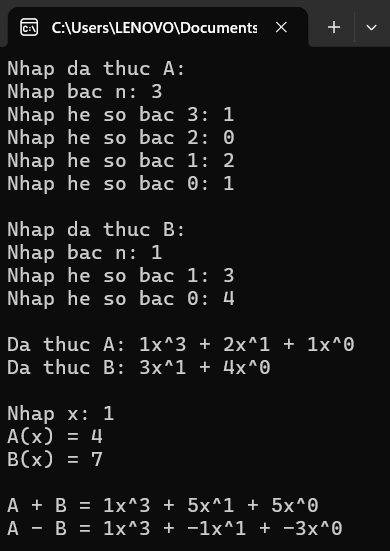 C:\Users\LENOVO\Documents
Nhap da thuc A:
Nhap bac n: 3
Nhap he so bac 3: 1
Nhap he so bac 2: 0
Nhap he so bac 1: 2
Nhap he so bac 0: 1
Nhap da thuc B:
Nhap bac n: 1
Nhap he so bac 1: 3
Nhap he so bac 0: 4
Da thuc A: 1x^3 + 2x^1 + 1x^0
Da thuc B: 3x^1 + 4x^0
Nhap x: 1
A(x) = 4
B(x) = 7
A + B = 1x^3 + 5x^1 + 5x^0
A - B = 1x^3 + -1x^1 + -3x^0